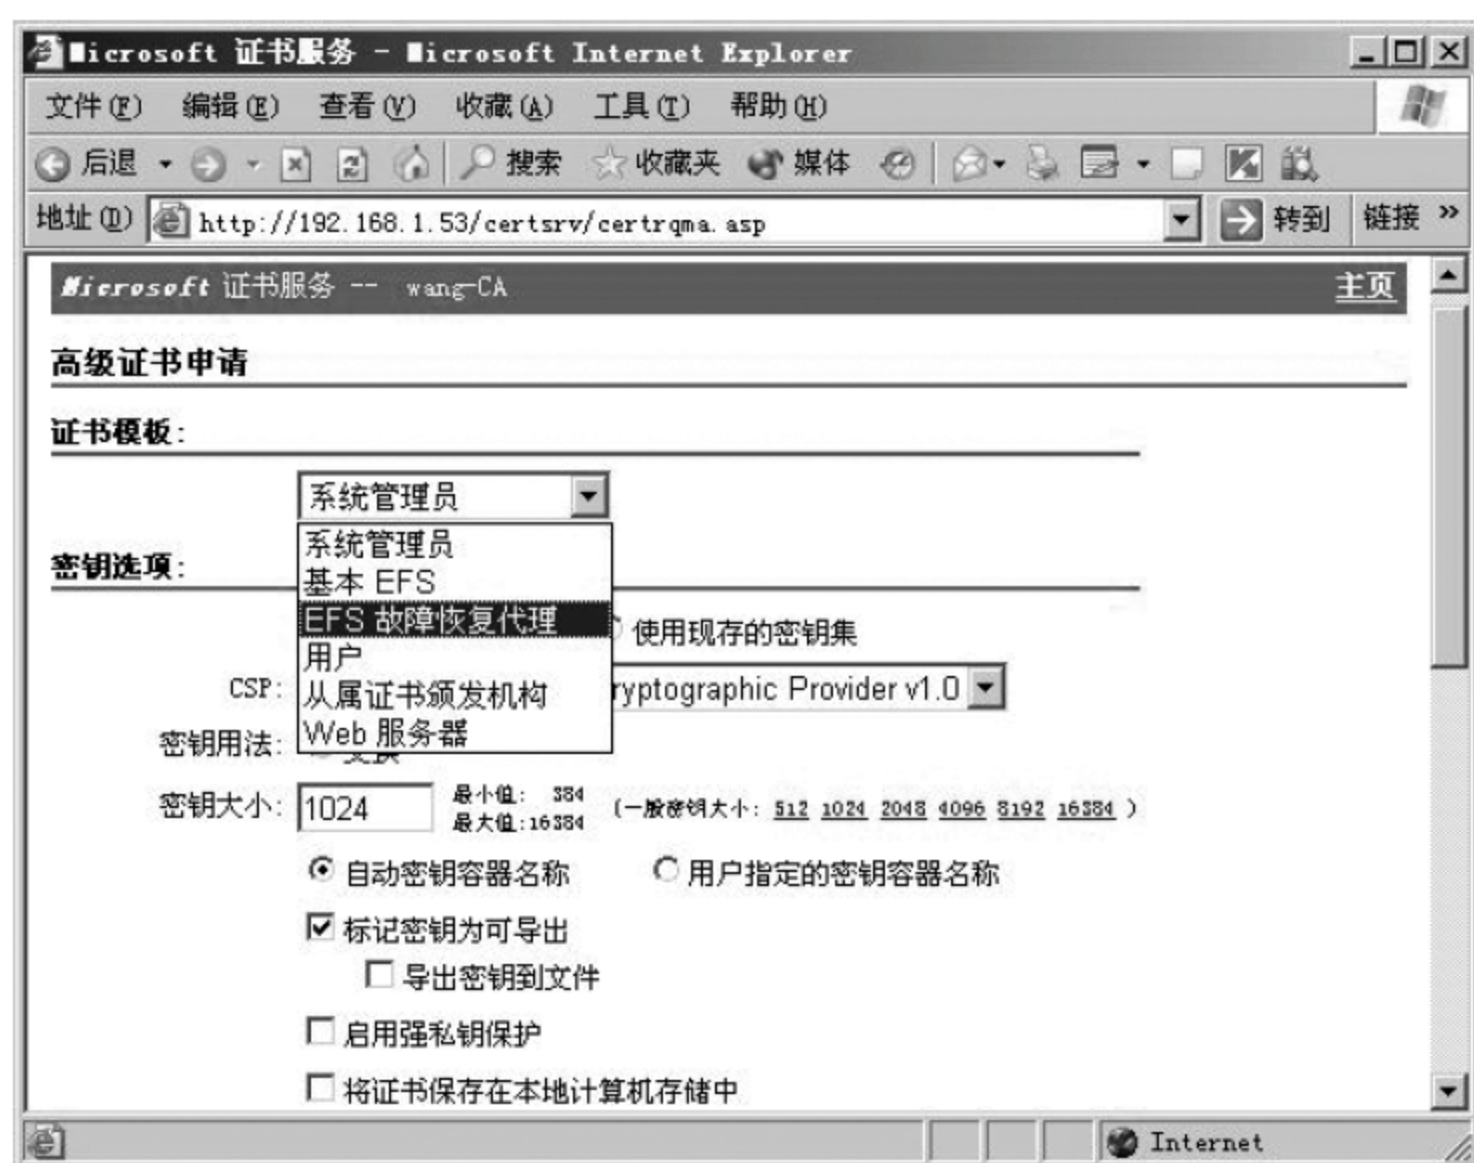 Microsoft 证书服务 - Microsoft Internet Explorer
文件(F) 编辑(E) 查看(V) 收藏(A) 工具(T) 帮助(H)
后退 搜索 收藏夹 媒体
地址(D) http://192.168.1.53/certsrv/certrqma.asp 转到 链接 »
Microsoft 证书服务 -- wang-CA 主页
高级证书申请
证书模板:
系统管理员
系统管理员
密钥选项:
基本 EFS
EFS 故障恢复代理
使用现存的密钥集
用户
CSP: 从属证书颁发机构 ryptographic Provider v1.0
Web 服务器
密钥用法:
密钥大小: 1024 最小值: 384 (一般密钥大小: 512 1024 2048 4096 8192 16384 )
最大值:16384
自动密钥容器名称 用户指定的密钥容器名称
标记密钥为可导出
导出密钥到文件
启用强私钥保护
将证书保存在本地计算机存储中
Internet